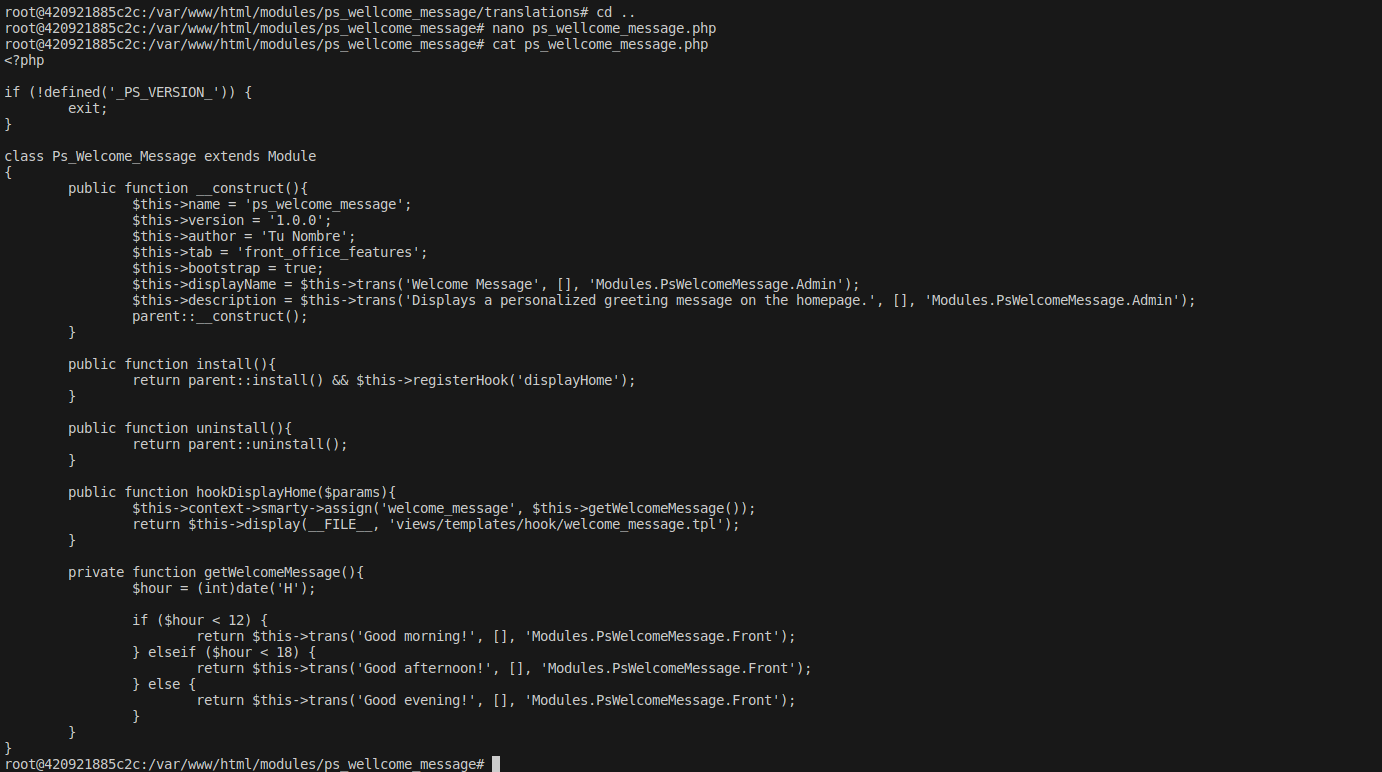 root@420921885c2c:/var/www/html/modules/ps_wellcome_message/translations# cd ..
root@420921885c2c:/var/www/html/modules/ps_wellcome_message# nano ps_wellcome_message.php
root@420921885c2c:/var/www/html/modules/ps_wellcome_message# cat ps_wellcome_message.php
<?php

if (!defined('_PS_VERSION_')) {
        exit;
}

class Ps_Welcome_Message extends Module
{
        public function __construct(){
                $this->name = 'ps_welcome_message';
                $this->version = '1.0.0';
                $this->author = 'Tu Nombre';
                $this->tab = 'front_office_features';
                $this->bootstrap = true;
                $this->displayName = $this->trans('Welcome Message', [], 'Modules.PsWelcomeMessage.Admin');
                $this->description = $this->trans('Displays a personalized greeting message on the homepage.', [], 'Modules.PsWelcomeMessage.Admin');
                parent::__construct();
        }

        public function install(){
                return parent::install() && $this->registerHook('displayHome');
        }

        public function uninstall(){
                return parent::uninstall();
        }

        public function hookDisplayHome($params){
                $this->context->smarty->assign('welcome_message', $this->getWelcomeMessage());
                return $this->display(__FILE__, 'views/templates/hook/welcome_message.tpl');
        }

        private function getWelcomeMessage(){
                $hour = (int)date('H');

                if ($hour < 12) {
                        return $this->trans('Good morning!', [], 'Modules.PsWelcomeMessage.Front');
                } elseif ($hour < 18) {
                        return $this->trans('Good afternoon!', [], 'Modules.PsWelcomeMessage.Front');
                } else {
                        return $this->trans('Good evening!', [], 'Modules.PsWelcomeMessage.Front');
                }
        }
}
root@420921885c2c:/var/www/html/modules/ps_wellcome_message#